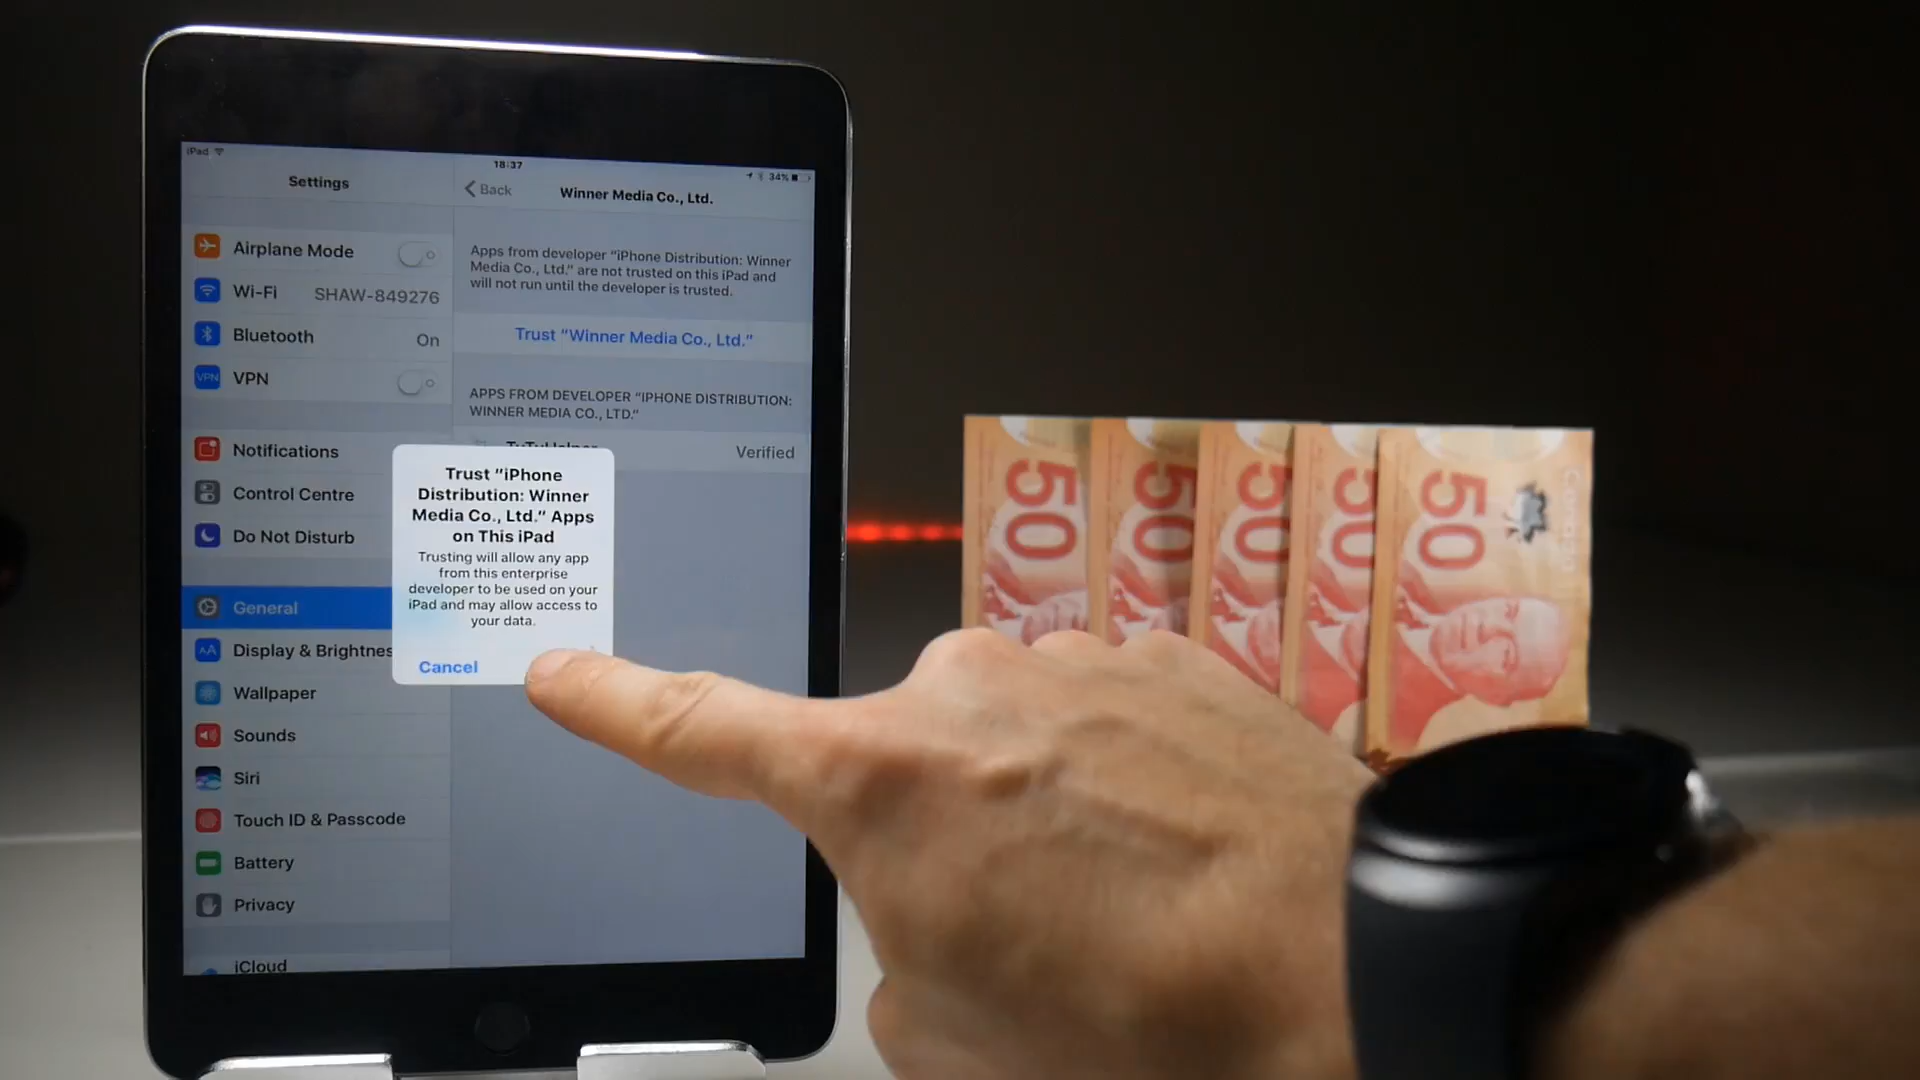 iPad
18:37
34%
Settings
Back
Winner Media Co., Ltd.
Airplane Mode
Wi-Fi SHAW-849276
Bluetooth On
VPN VPN
Notifications
Control Centre
Do Not Disturb
General
AA Display & Brightnes
Wallpaper
Sounds
Siri
Touch ID & Passcode
Battery
Privacy
iCloud
Apps from developer “iPhone Distribution: Winner
Media Co., Ltd.” are not trusted on this iPad and
will not run until the developer is trusted.
Trust “Winner Media Co., Ltd.”
APPS FROM DEVELOPER “IPHONE DISTRIBUTION:
WINNER MEDIA CO., LTD.”
Verified
Trust “iPhone
Distribution: Winner
Media Co., Ltd.” Apps
on This iPad
Trusting will allow any app
from this enterprise
developer to be used on your
iPad and may allow access to
your data.
Cancel
50
50
50
50
50